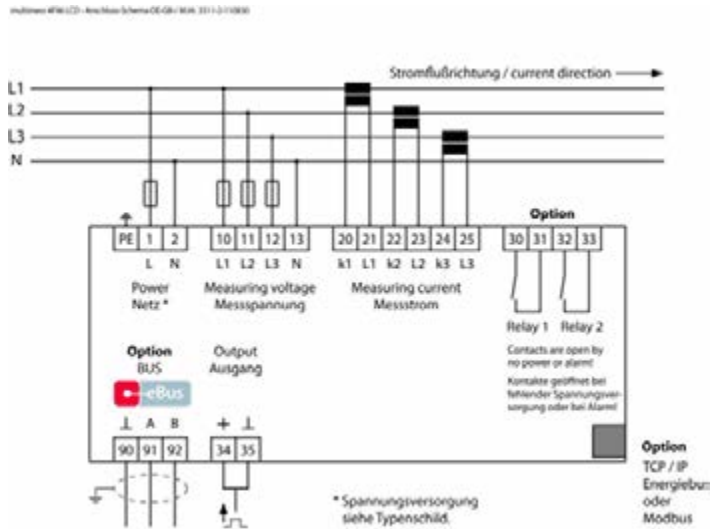 Stromflußrichtung / current direction
L1
L2
L3
N
Option
PE 1 2 10 11 12 13 20 21 22 23 24 25 30 31 32 33
L N L1 L2 L3 N k1 L1 k2 L2 k3 L3
Power
Netz *
Measuring voltage
Messspannung
Measuring current
Messstrom
Relay 1 Relay 2
Contacts are open by
no power or alarm!
Kontakte geöffnet bei
fehlender Spannungsver-
sorgung oder bei Alarm!
Option
BUS
eBus
Output
Ausgang
⊥ A B + ⊥
90 91 92 34 35
Option
TCP / IP
Energiebus
oder
Modbus
* Spannungsversorgung
siehe Typenschild.